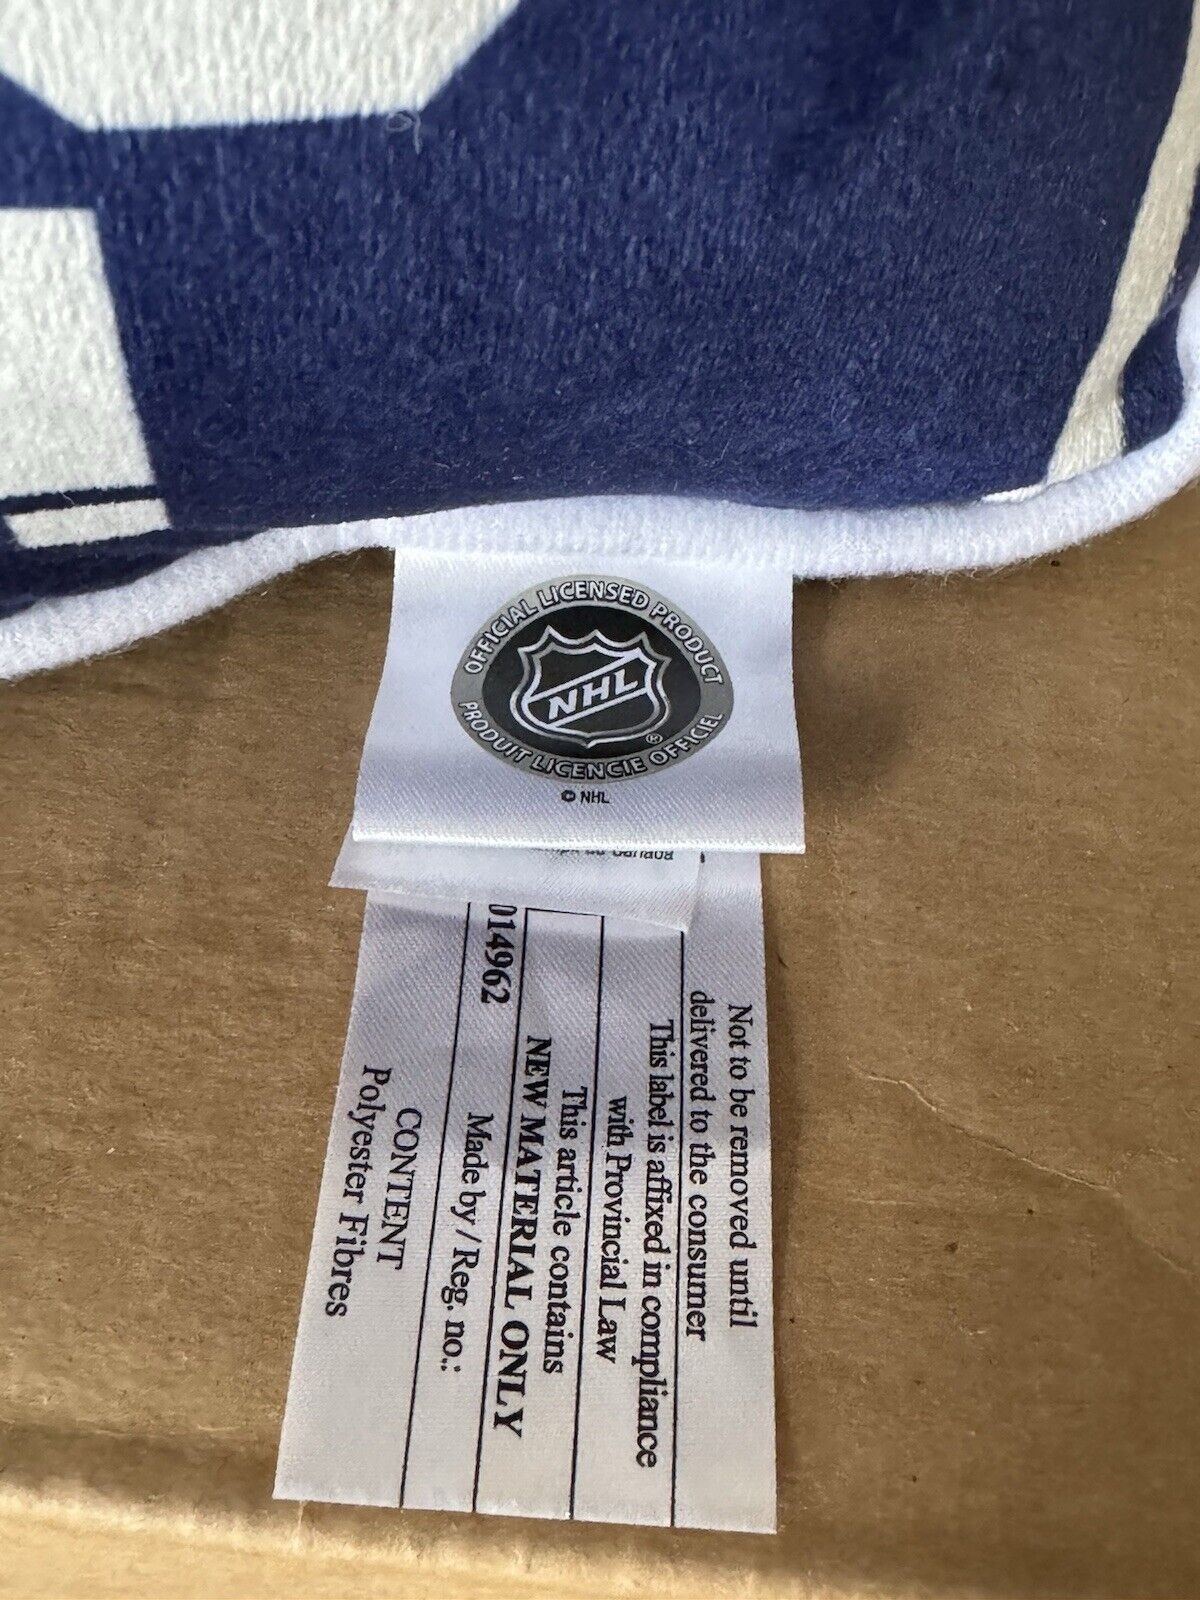 OFFICIAL LICENSED PRODUCT
NHL
®
PRODUIT LICENCIE OFFICIEL
© NHL
du Canada
Not to be removed until
delivered to the consumer
This label is affixed in compliance
with Provincial Law
This article contains
NEW MATERIAL ONLY
Made by / Reg. no.:
014962
CONTENT
Polyester Fibres